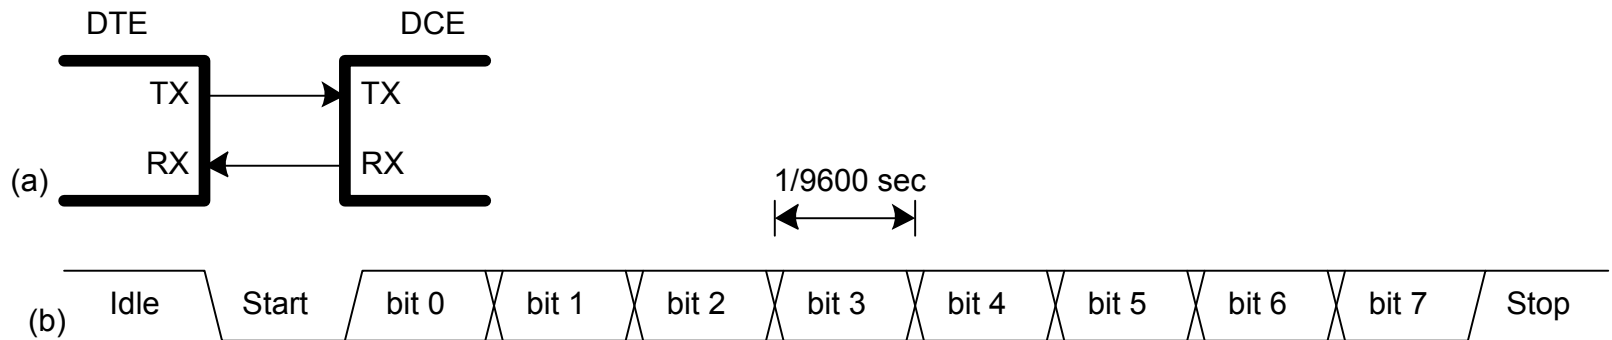 DTE DCE
TX TX
RX RX
(a)
1/9600 sec
(b) Idle Start bit 0 bit 1 bit 2 bit 3 bit 4 bit 5 bit 6 bit 7 Stop